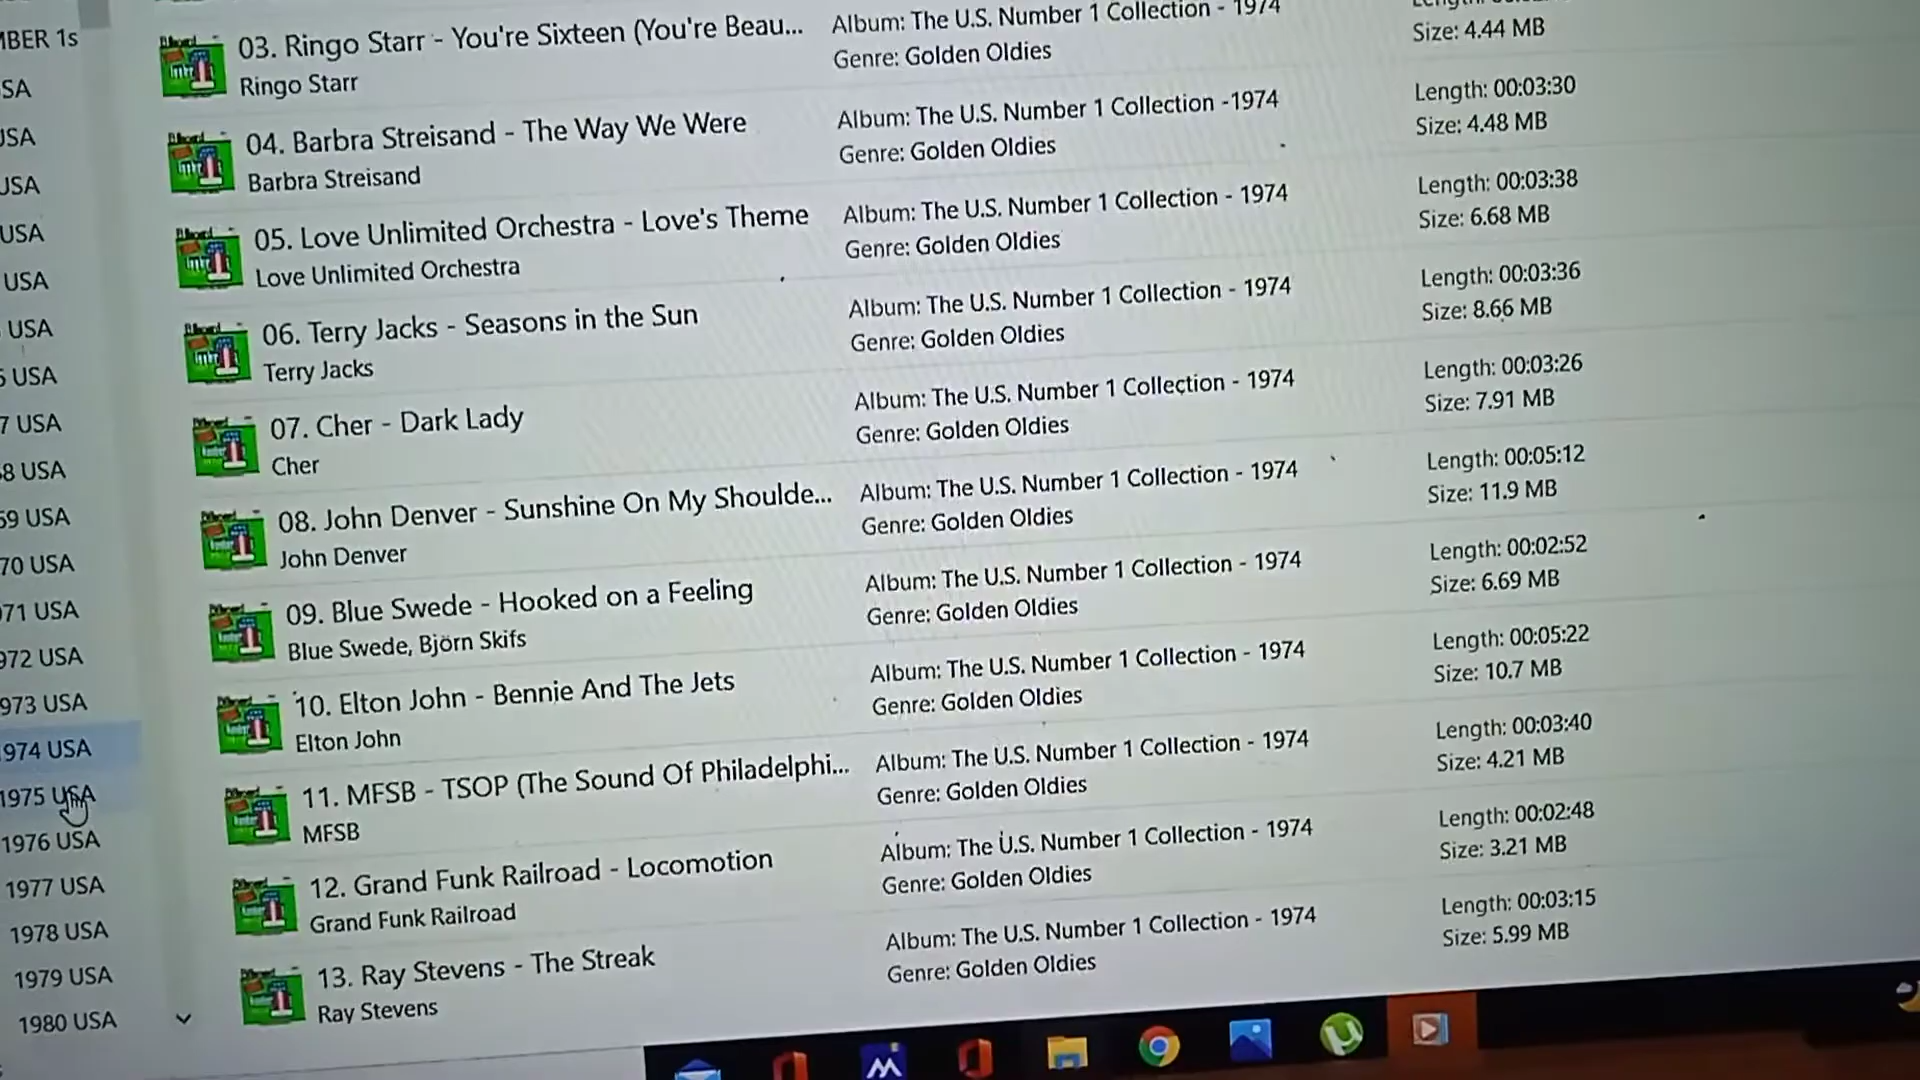 MBER 1s
SA
USA
USA
USA
USA
USA
6 USA
7 USA
68 USA
69 USA
70 USA
971 USA
972 USA
973 USA
1974 USA
1975 USA
1976 USA
1977 USA
1978 USA
1979 USA
1980 USA
03. Ringo Starr - You're Sixteen (You're Beau...
Ringo Starr
Album: The U.S. Number 1 Collection - 1974
Genre: Golden Oldies
Size: 4.44 MB
04. Barbra Streisand - The Way We Were
Barbra Streisand
Album: The U.S. Number 1 Collection -1974
Genre: Golden Oldies
Length: 00:03:30
Size: 4.48 MB
05. Love Unlimited Orchestra - Love's Theme
Love Unlimited Orchestra
Album: The U.S. Number 1 Collection - 1974
Genre: Golden Oldies
Length: 00:03:38
Size: 6.68 MB
06. Terry Jacks - Seasons in the Sun
Terry Jacks
Album: The U.S. Number 1 Collection - 1974
Genre: Golden Oldies
Length: 00:03:36
Size: 8.66 MB
07. Cher - Dark Lady
Cher
Album: The U.S. Number 1 Collection - 1974
Genre: Golden Oldies
Length: 00:03:26
Size: 7.91 MB
08. John Denver - Sunshine On My Shoulde...
John Denver
Album: The U.S. Number 1 Collection - 1974
Genre: Golden Oldies
Length: 00:05:12
Size: 11.9 MB
09. Blue Swede - Hooked on a Feeling
Blue Swede, Björn Skifs
Album: The U.S. Number 1 Collection - 1974
Genre: Golden Oldies
Length: 00:02:52
Size: 6.69 MB
10. Elton John - Bennie And The Jets
Elton John
Album: The U.S. Number 1 Collection - 1974
Genre: Golden Oldies
Length: 00:05:22
Size: 10.7 MB
11. MFSB - TSOP (The Sound Of Philadelphi...
MFSB
Album: The U.S. Number 1 Collection - 1974
Genre: Golden Oldies
Length: 00:03:40
Size: 4.21 MB
12. Grand Funk Railroad - Locomotion
Grand Funk Railroad
Album: The U.S. Number 1 Collection - 1974
Genre: Golden Oldies
Length: 00:02:48
Size: 3.21 MB
13. Ray Stevens - The Streak
Ray Stevens
Album: The U.S. Number 1 Collection - 1974
Genre: Golden Oldies
Length: 00:03:15
Size: 5.99 MB